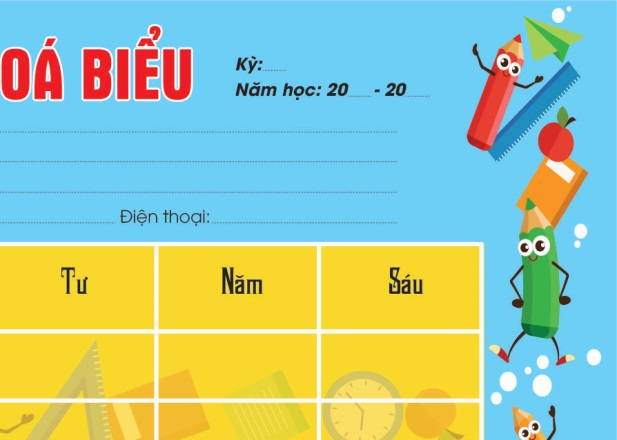 OÁ BIỂU
Kỳ:
Năm học: 20 - 20
Điện thoại:
Tư Năm Sáu